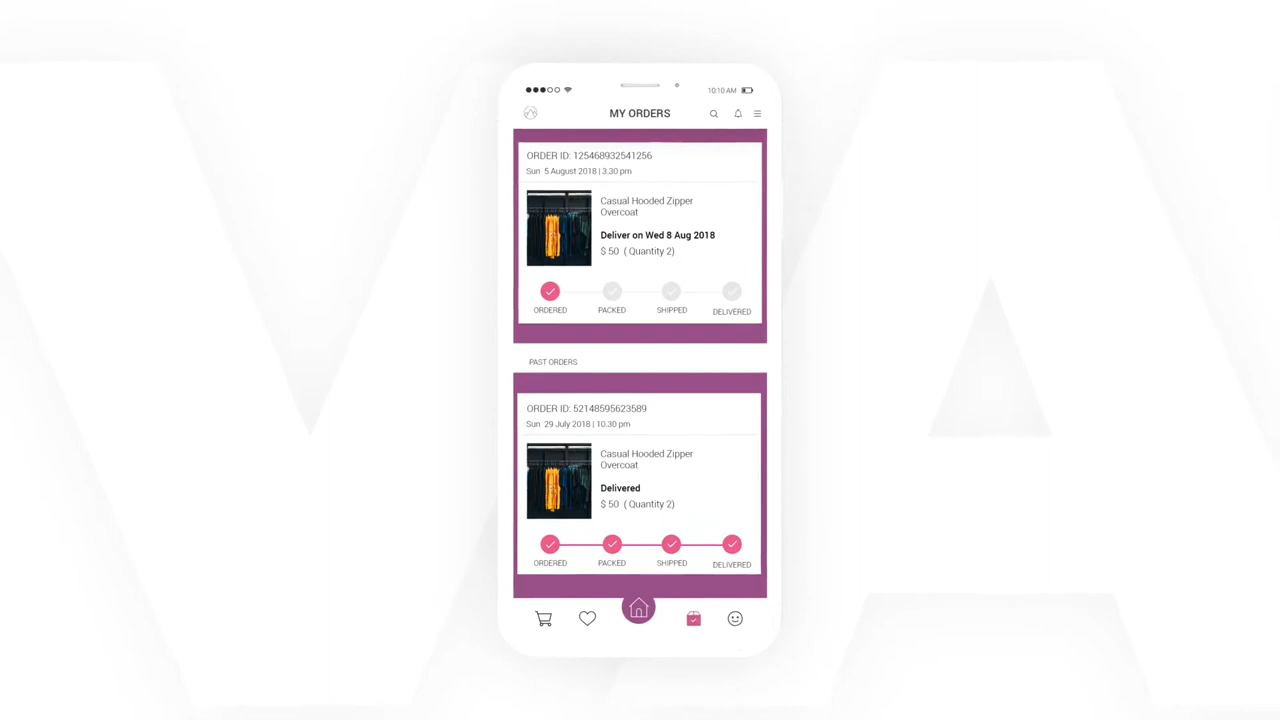 10:10 AM
MY ORDERS
ORDER ID: 125468932541256
Sun 5 August 2018 | 3.30 pm
Casual Hooded Zipper
Overcoat
Deliver on Wed 8 Aug 2018
$ 50 ( Quantity 2)
ORDERED PACKED SHIPPED DELIVERED
PAST ORDERS
ORDER ID: 52148595623589
Sun 29 July 2018 | 10.30 pm
Casual Hooded Zipper
Overcoat
Delivered
$ 50 ( Quantity 2)
ORDERED PACKED SHIPPED DELIVERED